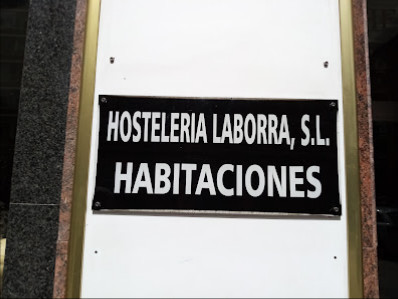 HOSTELERIA LABORRA, S.L.
HABITACIONES